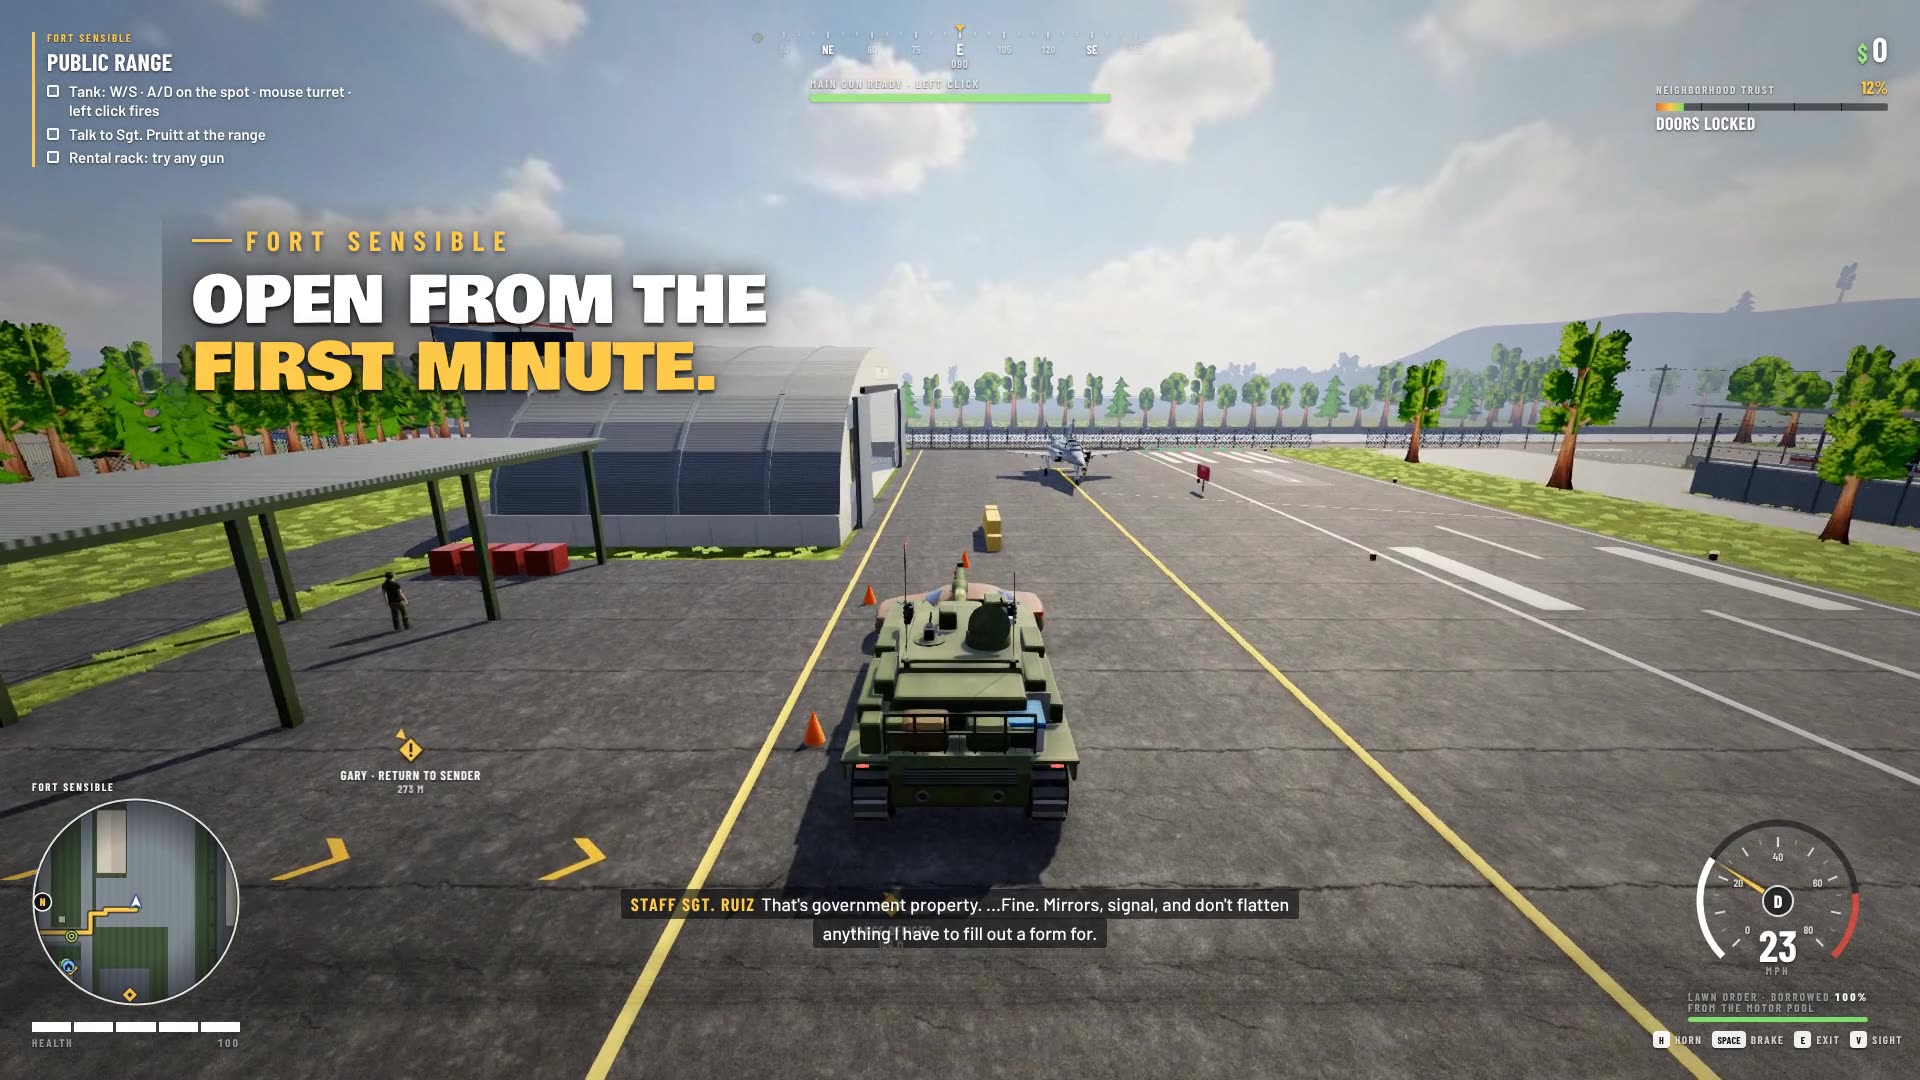 FORT SENSIBLE
PUBLIC RANGE
Tank: W/S · A/D on the spot · mouse turret ·
left click fires
Talk to Sgt. Pruitt at the range
Rental rack: try any gun
NE 60 75 E 105 120 SE
090
MAIN GUN READY · LEFT CLICK
$ 0
NEIGHBORHOOD TRUST 12%
DOORS LOCKED
FORT SENSIBLE
OPEN FROM THE
FIRST MINUTE.
GARY · RETURN TO SENDER
273 M
FORT SENSIBLE
N
HEALTH 100
STAFF SGT. RUIZ That's government property. ...Fine. Mirrors, signal, and don't flatten
anything I have to fill out a form for.
0 20 40 60 80
D
23
MPH
LAWN ORDER · BORROWED 100%
FROM THE MOTOR POOL
H HORN SPACE BRAKE E EXIT V SIGHT